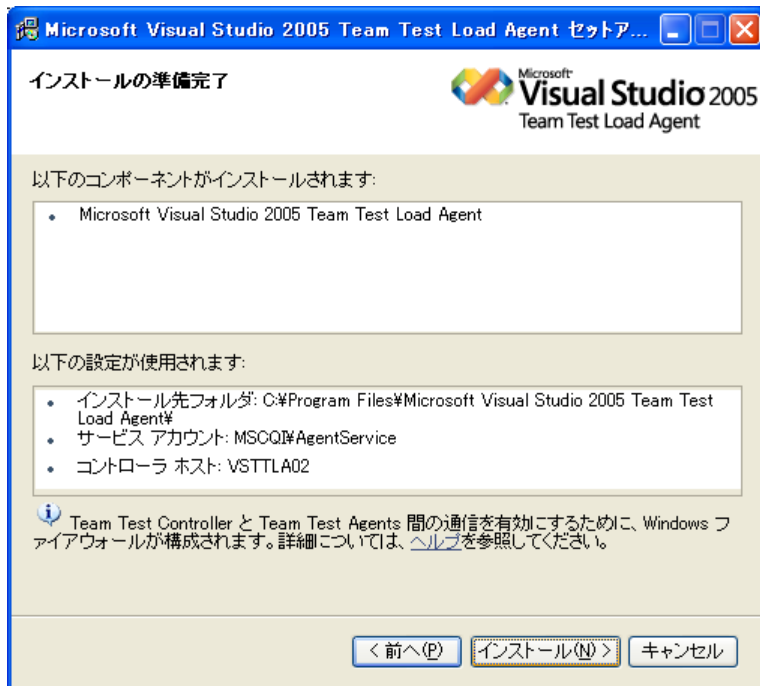 Microsoft Visual Studio 2005 Team Test Load Agent セットア...
インストールの準備完了
Microsoft
Visual Studio 2005
Team Test Load Agent
以下のコンポーネントがインストールされます:
• Microsoft Visual Studio 2005 Team Test Load Agent
以下の設定が使用されます:
• インストール先フォルダ: C:¥Program Files¥Microsoft Visual Studio 2005 Team Test
Load Agent¥
• サービス アカウント: MSCQI¥AgentService
• コントローラ ホスト: VSTTLA02
Team Test Controller と Team Test Agents 間の通信を有効にするために、Windows フ
ァイアウォールが構成されます。詳細については、ヘルプを参照してください。
< 前へ(P)
インストール(N) >
キャンセル